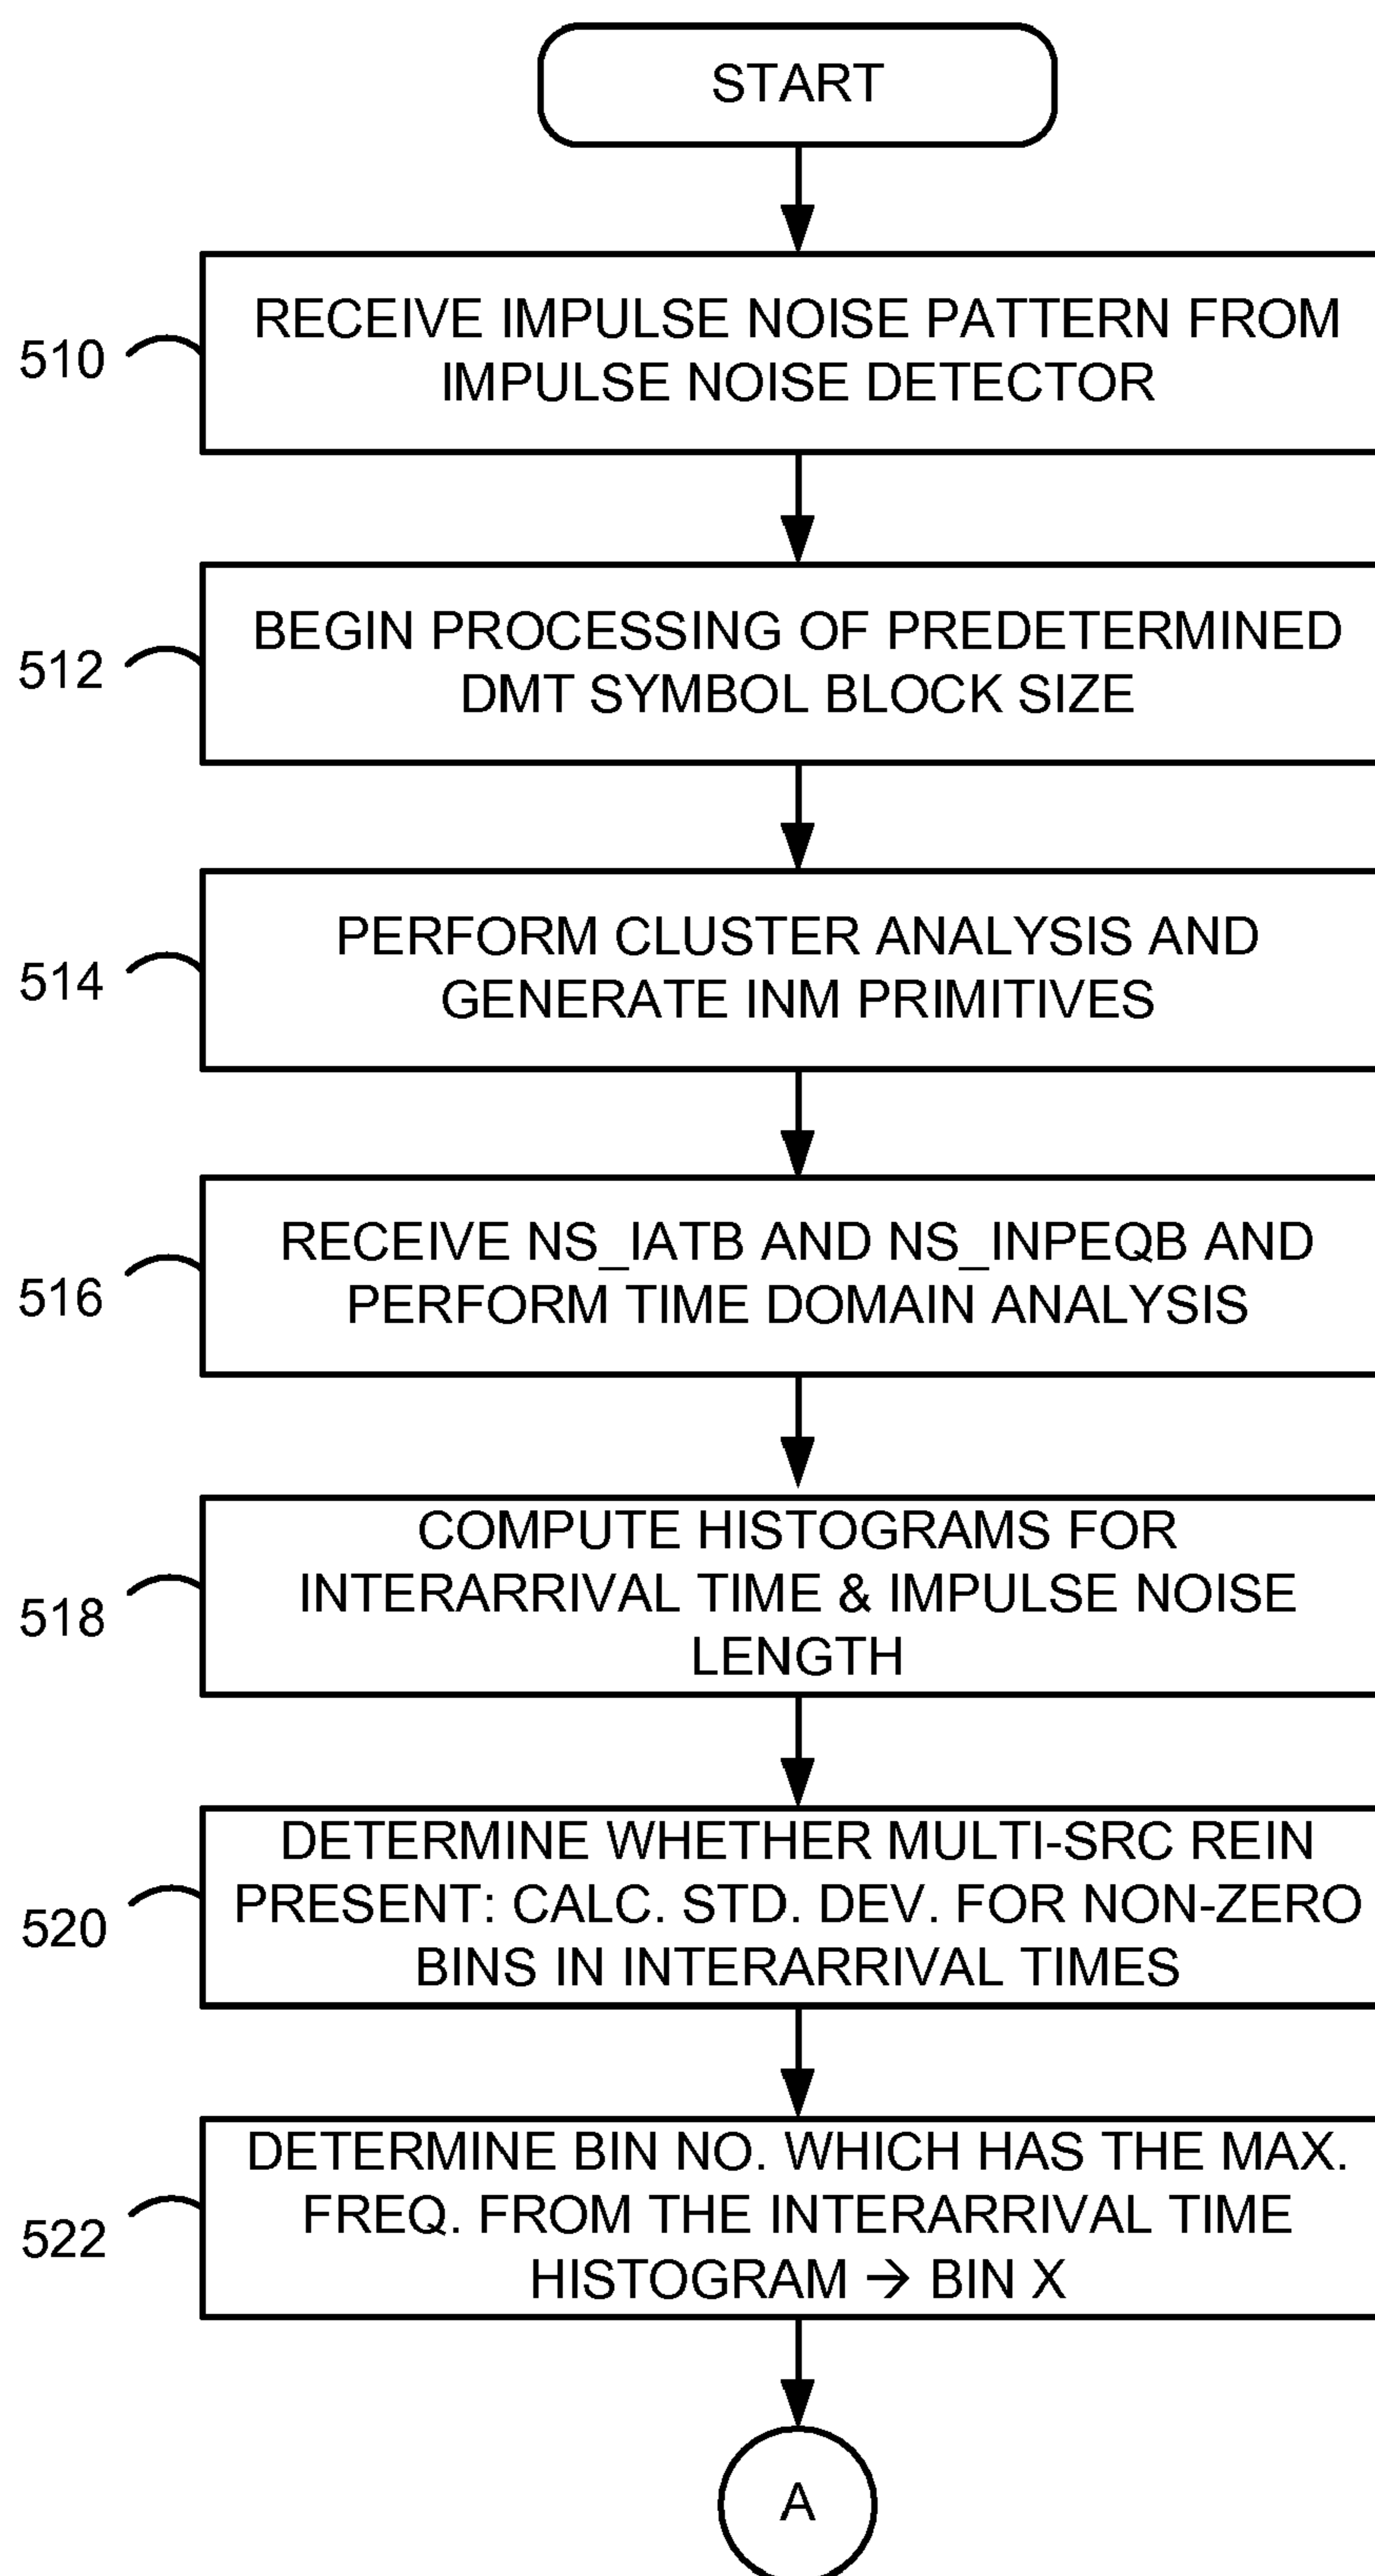 START
510
RECEIVE IMPULSE NOISE PATTERN FROM
IMPULSE NOISE DETECTOR
512
BEGIN PROCESSING OF PREDETERMINED
DMT SYMBOL BLOCK SIZE
514
PERFORM CLUSTER ANALYSIS AND
GENERATE INM PRIMITIVES
516
RECEIVE NS_IATB AND NS_INPEQB AND
PERFORM TIME DOMAIN ANALYSIS
518
COMPUTE HISTOGRAMS FOR
INTERARRIVAL TIME & IMPULSE NOISE
LENGTH
520
DETERMINE WHETHER MULTI-SRC REIN
PRESENT: CALC. STD. DEV. FOR NON-ZERO
BINS IN INTERARRIVAL TIMES
522
DETERMINE BIN NO. WHICH HAS THE MAX.
FREQ. FROM THE INTERARRIVAL TIME
HISTOGRAM → BIN X
A